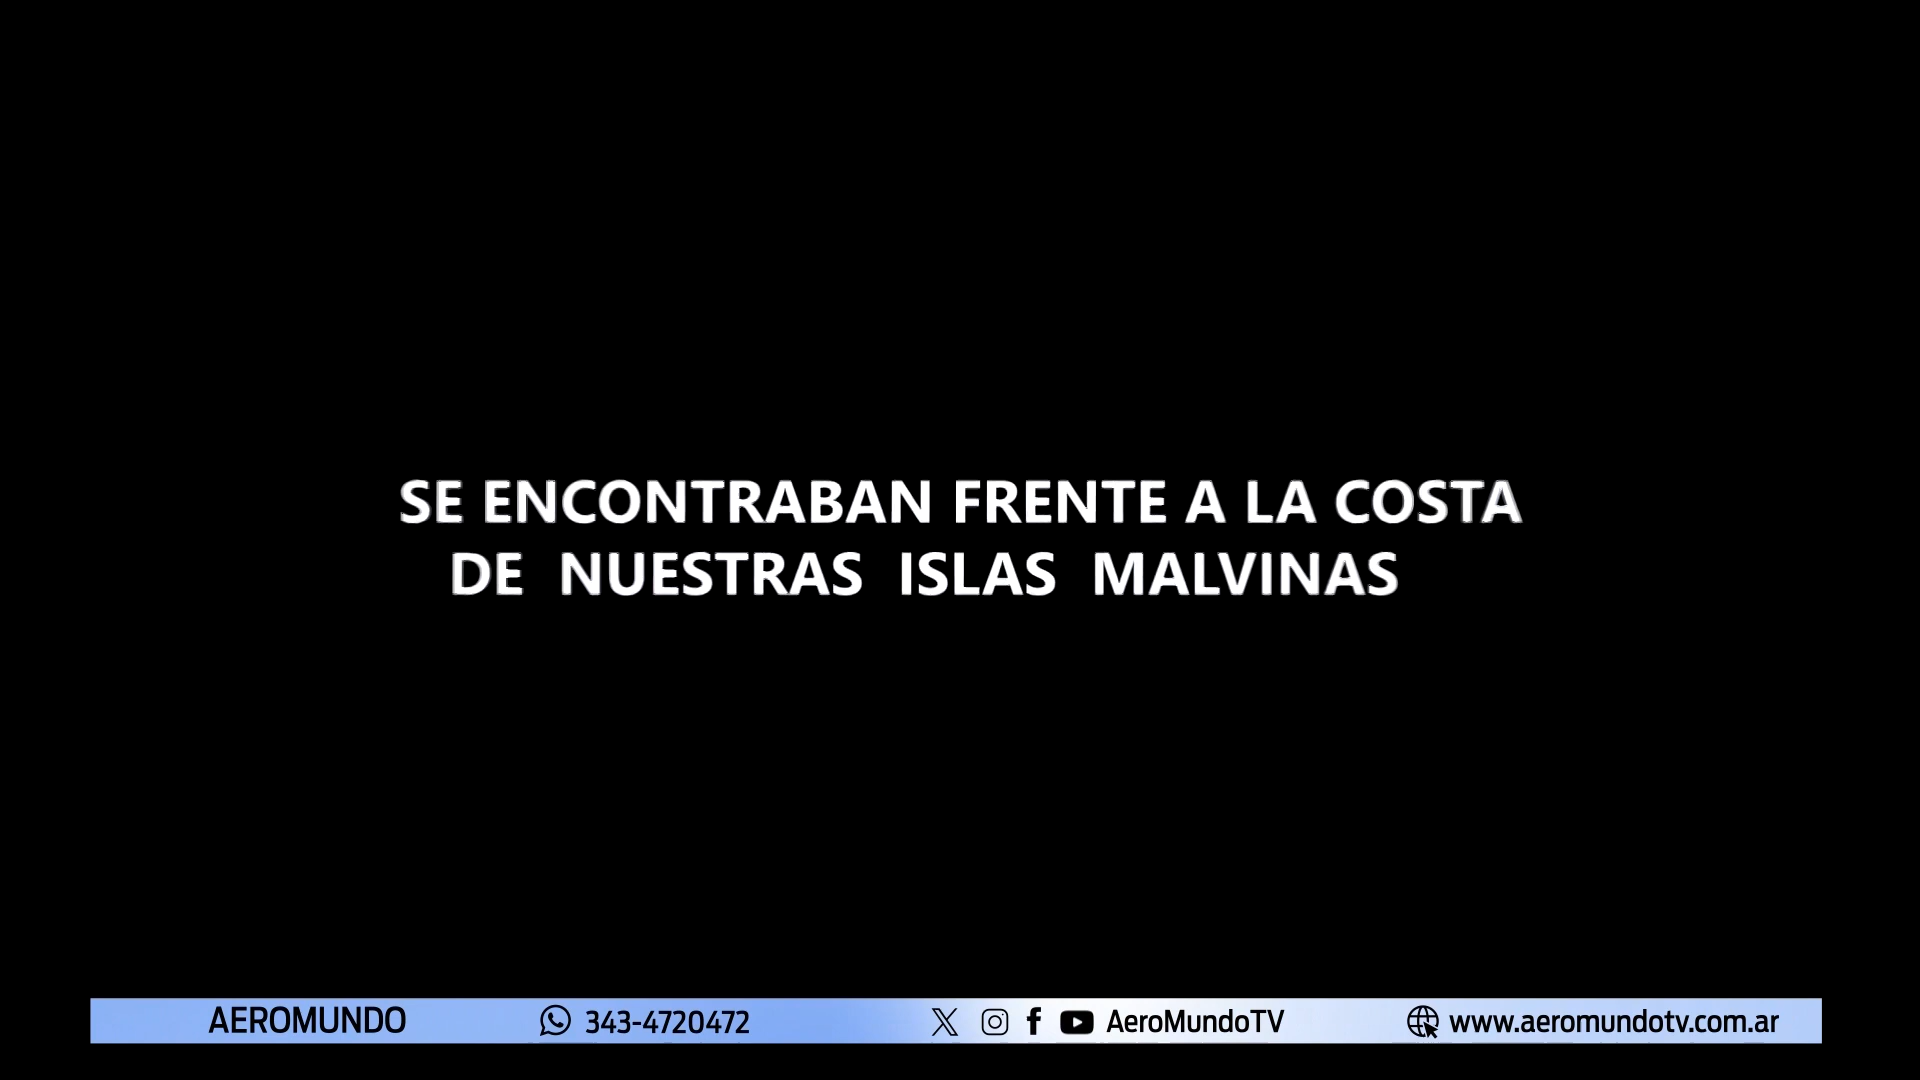 SE ENCONTRABAN FRENTE A LA COSTA
DE NUESTRAS ISLAS MALVINAS
AEROMUNDO 343-4720472 AeroMundoTV www.aeromundotv.com.ar